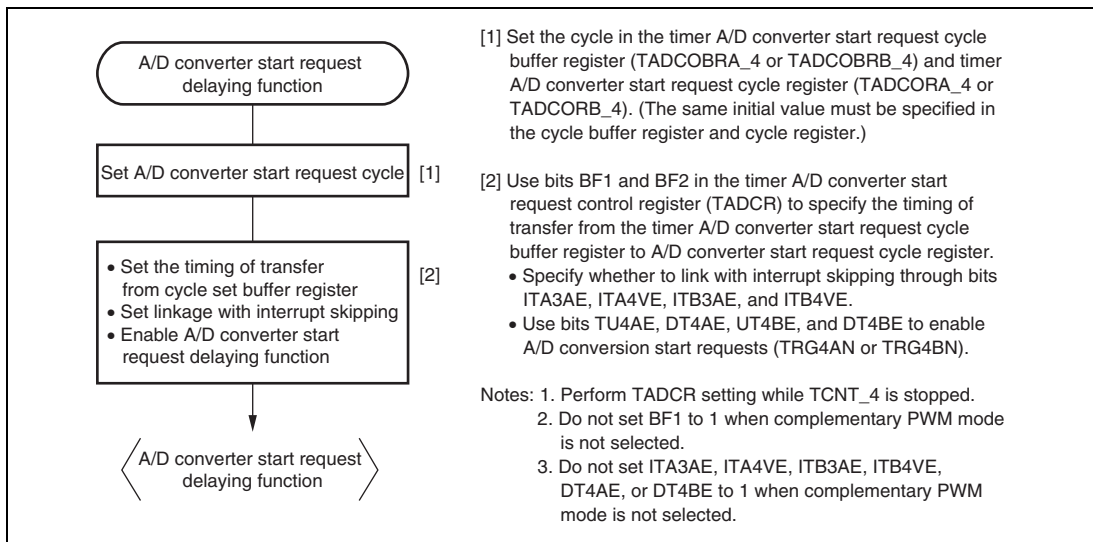 A/D converter start request
delaying function
Set A/D converter start request cycle [1]
• Set the timing of transfer
from cycle set buffer register
• Set linkage with interrupt skipping
• Enable A/D converter start
request delaying function
[2]
A/D converter start request
delaying function
[1] Set the cycle in the timer A/D converter start request cycle
buffer register (TADCOBRA_4 or TADCOBRB_4) and timer
A/D converter start request cycle register (TADCORA_4 or
TADCORB_4). (The same initial value must be specified in
the cycle buffer register and cycle register.)
[2] Use bits BF1 and BF2 in the timer A/D converter start
request control register (TADCR) to specify the timing of
transfer from the timer A/D converter start request cycle
buffer register to A/D converter start request cycle register.
• Specify whether to link with interrupt skipping through bits
ITA3AE, ITA4VE, ITB3AE, and ITB4VE.
• Use bits TU4AE, DT4AE, UT4BE, and DT4BE to enable
A/D conversion start requests (TRG4AN or TRG4BN).
Notes: 1. Perform TADCR setting while TCNT_4 is stopped.
2. Do not set BF1 to 1 when complementary PWM mode
is not selected.
3. Do not set ITA3AE, ITA4VE, ITB3AE, ITB4VE,
DT4AE, or DT4BE to 1 when complementary PWM
mode is not selected.